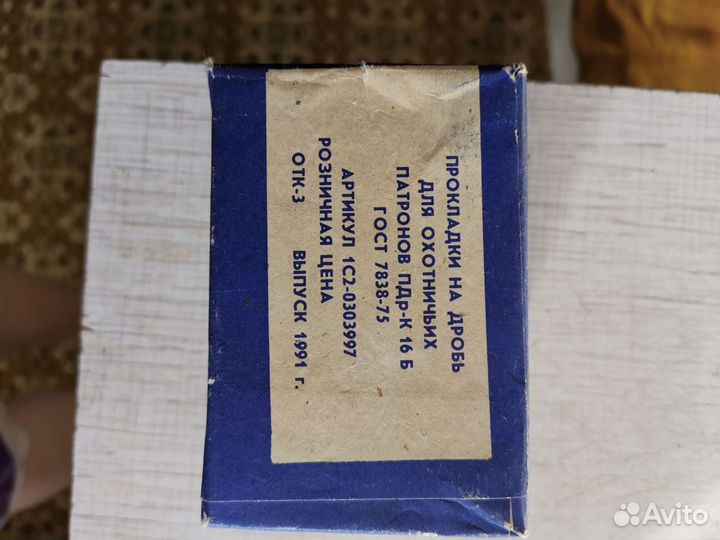 ПРОКЛАДКИ НА ДРОБЬ
ДЛЯ ОХОТНИЧЬИХ
ПАТРОНОВ ПДр-К 16 Б
ГОСТ 7838-75
АРТИКУЛ 1С2-0303997
РОЗНИЧНАЯ ЦЕНА
ОТК-3 ВЫПУСК 1991 г.
Avito